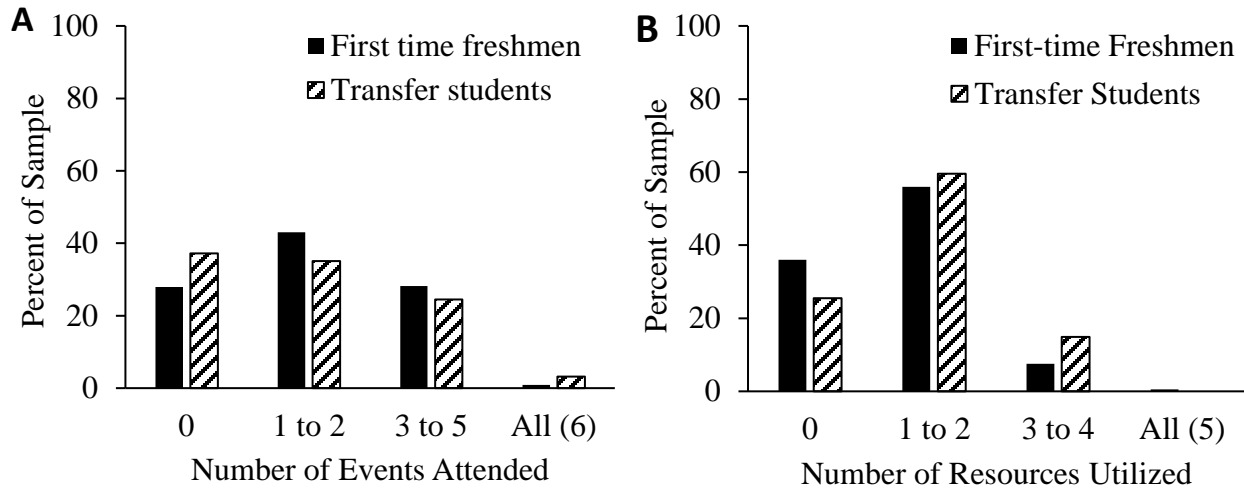 A
100
80
60
40
20
0
Percent of Sample
First time freshmen
Transfer students
0 1 to 2 3 to 5 All (6)
Number of Events Attended
B
100
80
60
40
20
0
Percent of Sample
First-time Freshmen
Transfer Students
0 1 to 2 3 to 4 All (5)
Number of Resources Utilized